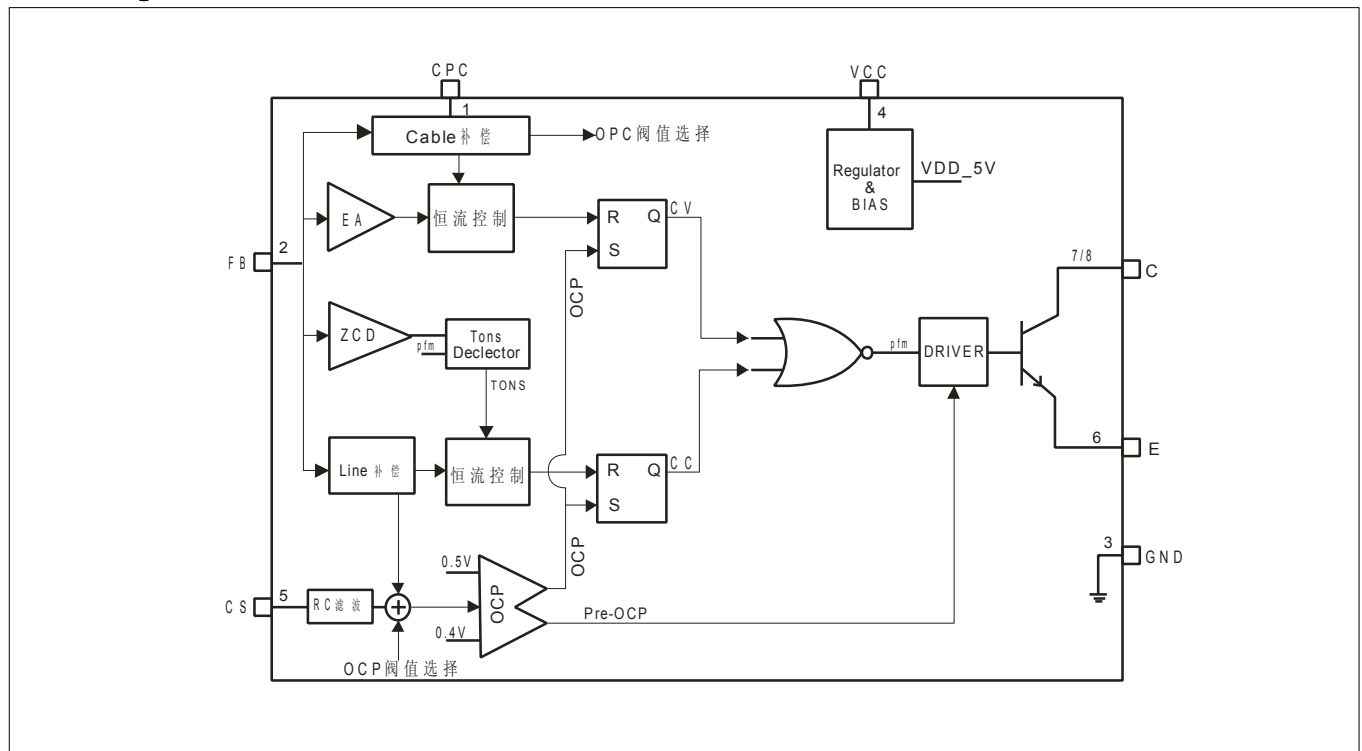 CPC
VCC
1
4
Cable补偿
OPC阀值选择
Regulator
&
BIAS
VDD_5V
EA
恒流控制
R Q
S
CV
2
FB
OCP
7/8
C
ZCD
pfm
Tons
Declector
TONS
pfm
DRIVER
6
E
Line补偿
恒流控制
R Q
S
CC
OCP
3
GND
0.5V
5
CS
RC滤波
+
OCP
Pre-OCP
0.4V
OCP阀值选择